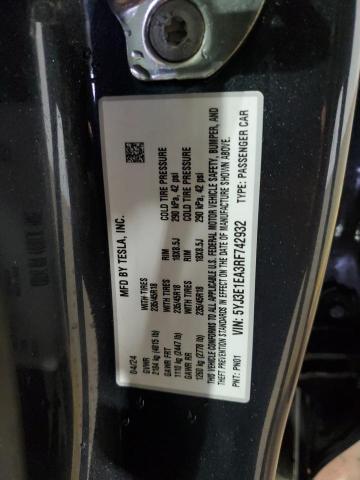 MFD BY TESLA, INC.
04/24
GVWR
2184 kg (4815 lb)
GAWR FRT WITH TIRES RIM COLD TIRE PRESSURE
1110 kg (2447 lb) 235/45R18 18X8.5J 290 kPa, 42 psi
GAWR RR WITH TIRES RIM COLD TIRE PRESSURE
1260 kg (2778 lb) 235/45R18 18X8.5J 290 kPa, 42 psi
THIS VEHICLE CONFORMS TO ALL APPLICABLE U.S. FEDERAL MOTOR VEHICLE SAFETY, BUMPER, AND
THEFT PREVENTION STANDARDS IN EFFECT ON THE DATE OF MANUFACTURE SHOWN ABOVE.
VIN: 5YJ3E1EA3RF742932
PNT: PN01 TYPE: PASSENGER CAR